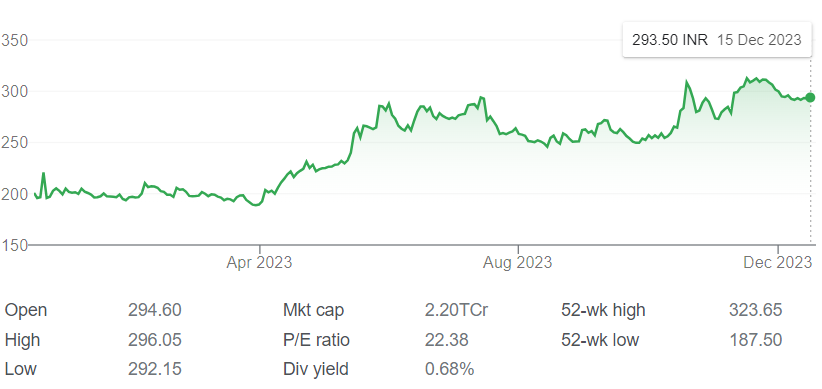 350
293.50 INR 15 Dec 2023
300
250
200
150
Apr 2023 Aug 2023 Dec 2023
Open 294.60 Mkt cap 2.20TCr 52-wk high 323.65
High 296.05 P/E ratio 22.38 52-wk low 187.50
Low 292.15 Div yield 0.68%